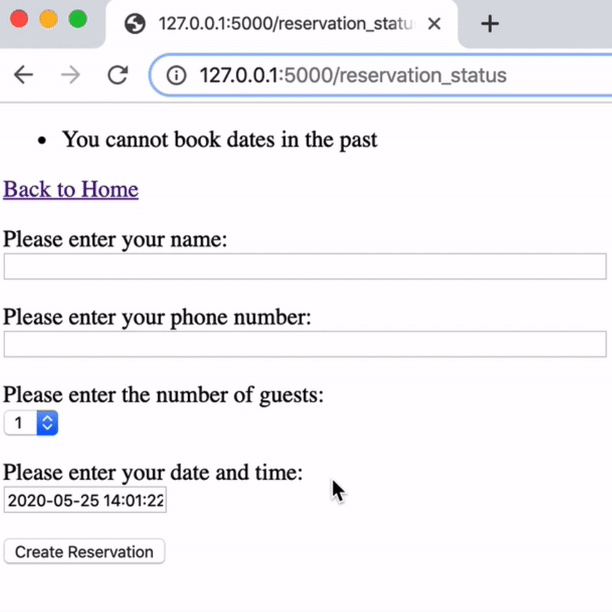 127.0.0.1:5000/reservation_statu
127.0.0.1:5000/reservation_status
You cannot book dates in the past
Back to Home
Please enter your name:
Please enter your phone number:
Please enter the number of guests:
1
Please enter your date and time:
2020-05-25 14:01:22
Create Reservation